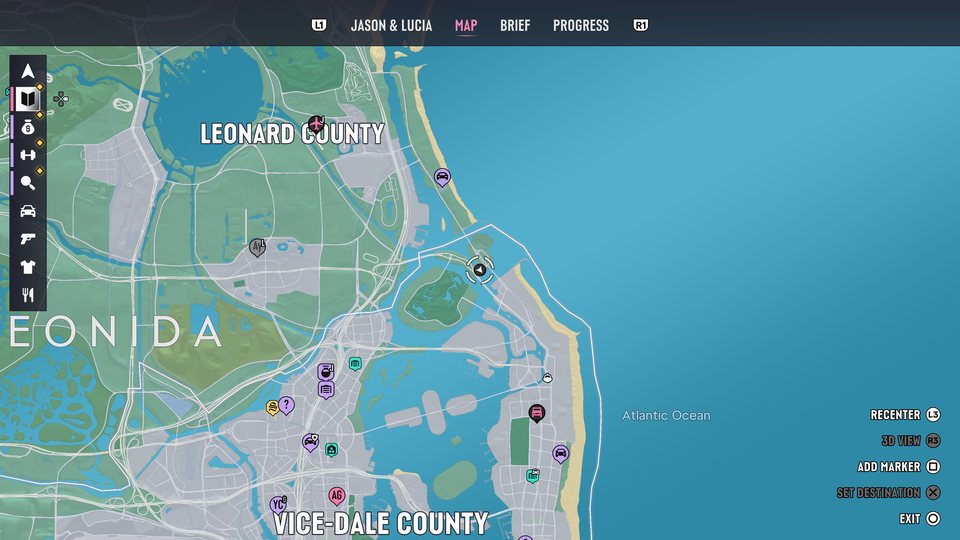 L1 JASON & LUCIA MAP BRIEF PROGRESS R1
LEONARD COUNTY
EONIDA
Atlantic Ocean
RECENTER L3
3D VIEW R3
ADD MARKER
SET DESTINATION
EXIT
AG
YC
VICE-DALE COUNTY